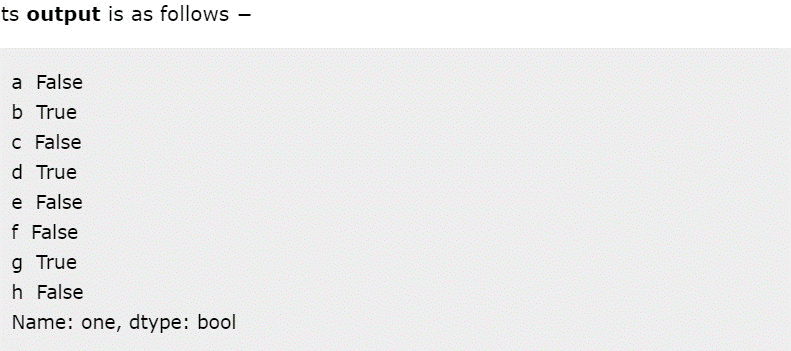 ts output is as follows −
a False
b True
c False
d True
e False
f False
g True
h False
Name: one, dtype: bool